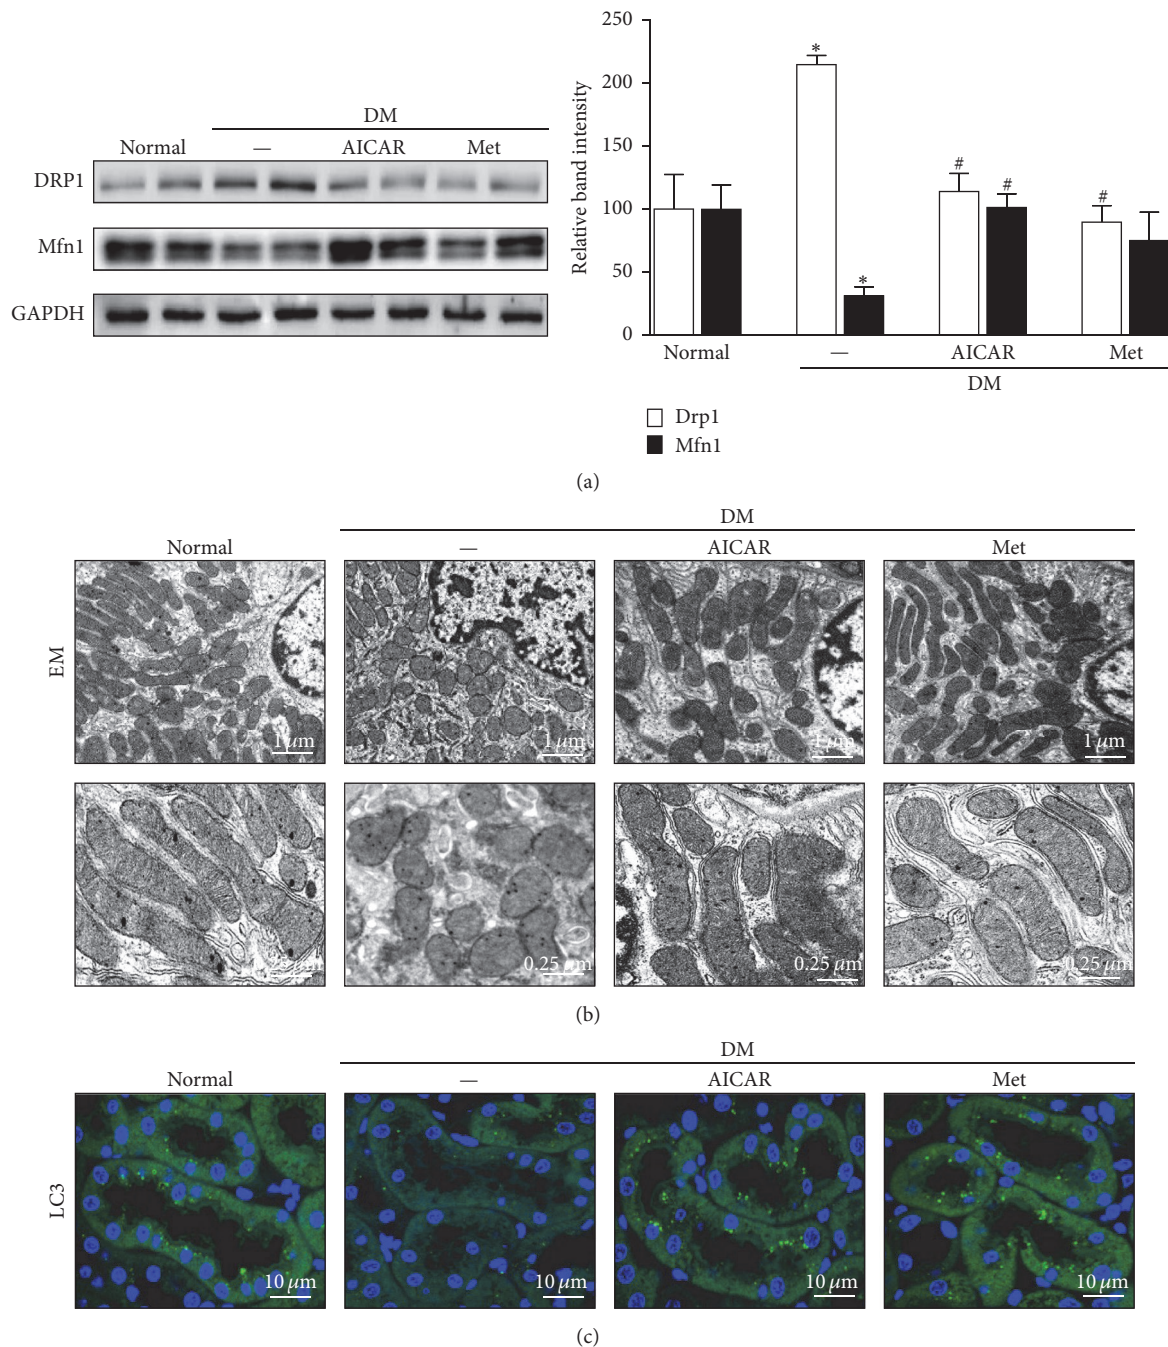 DM
Normal — AICAR Met
DRP1
Mfn1
GAPDH
Relative band intensity
250
200
150
100
50
0
*
*
#
#
#
Normal — AICAR Met
DM
Drp1
Mfn1
(a)
DM
Normal — AICAR Met
EM
1 μm
1 μm
1 μm
1 μm
0.25 μm
0.25 μm
0.25 μm
(b)
DM
Normal — AICAR Met
LC3
10 μm
10 μm
10 μm
10 μm
(c)